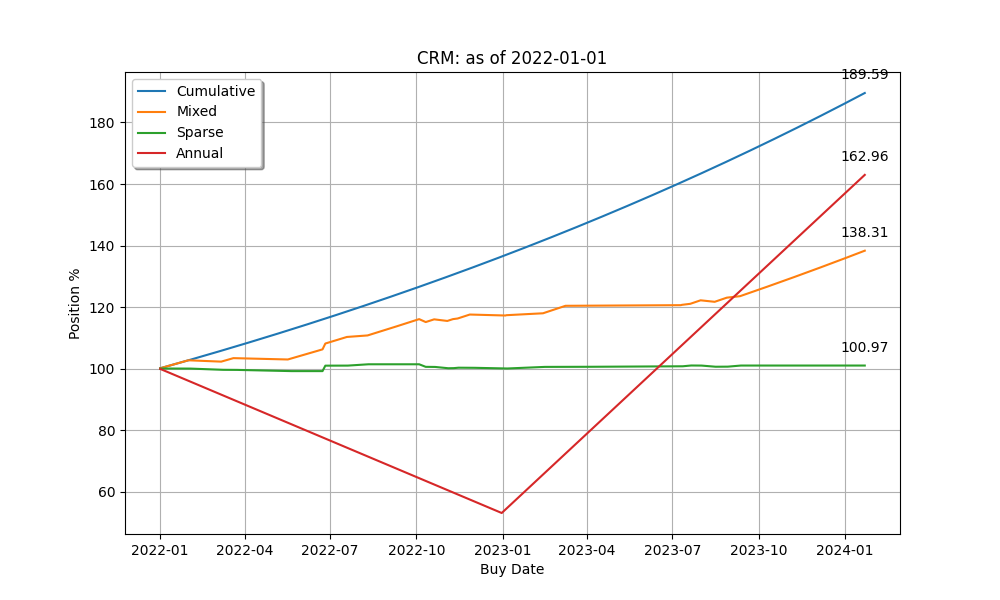 CRM: as of 2022-01-01
189.59
Cumulative
Mixed
Sparse
Annual
180
162.96
160
138.31
140
120
100.97
100
80
60
Position %
2022-01 2022-04 2022-07 2022-10 2023-01 2023-04 2023-07 2023-10 2024-01
Buy Date